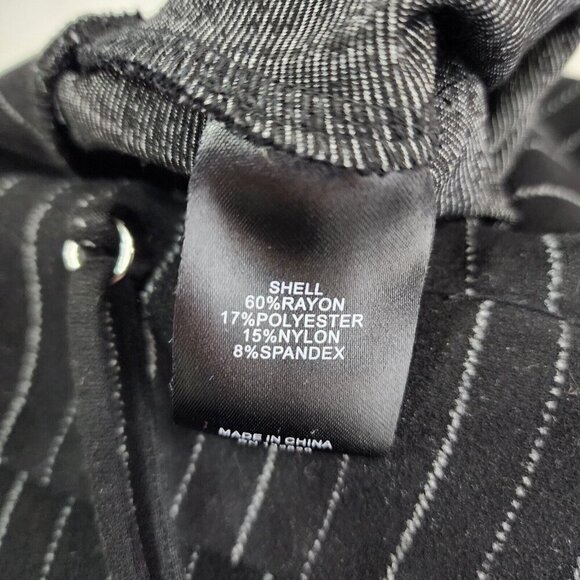 SHELL
60%RAYON
17%POLYESTER
15%NYLON
8%SPANDEX
MADE IN CHINA